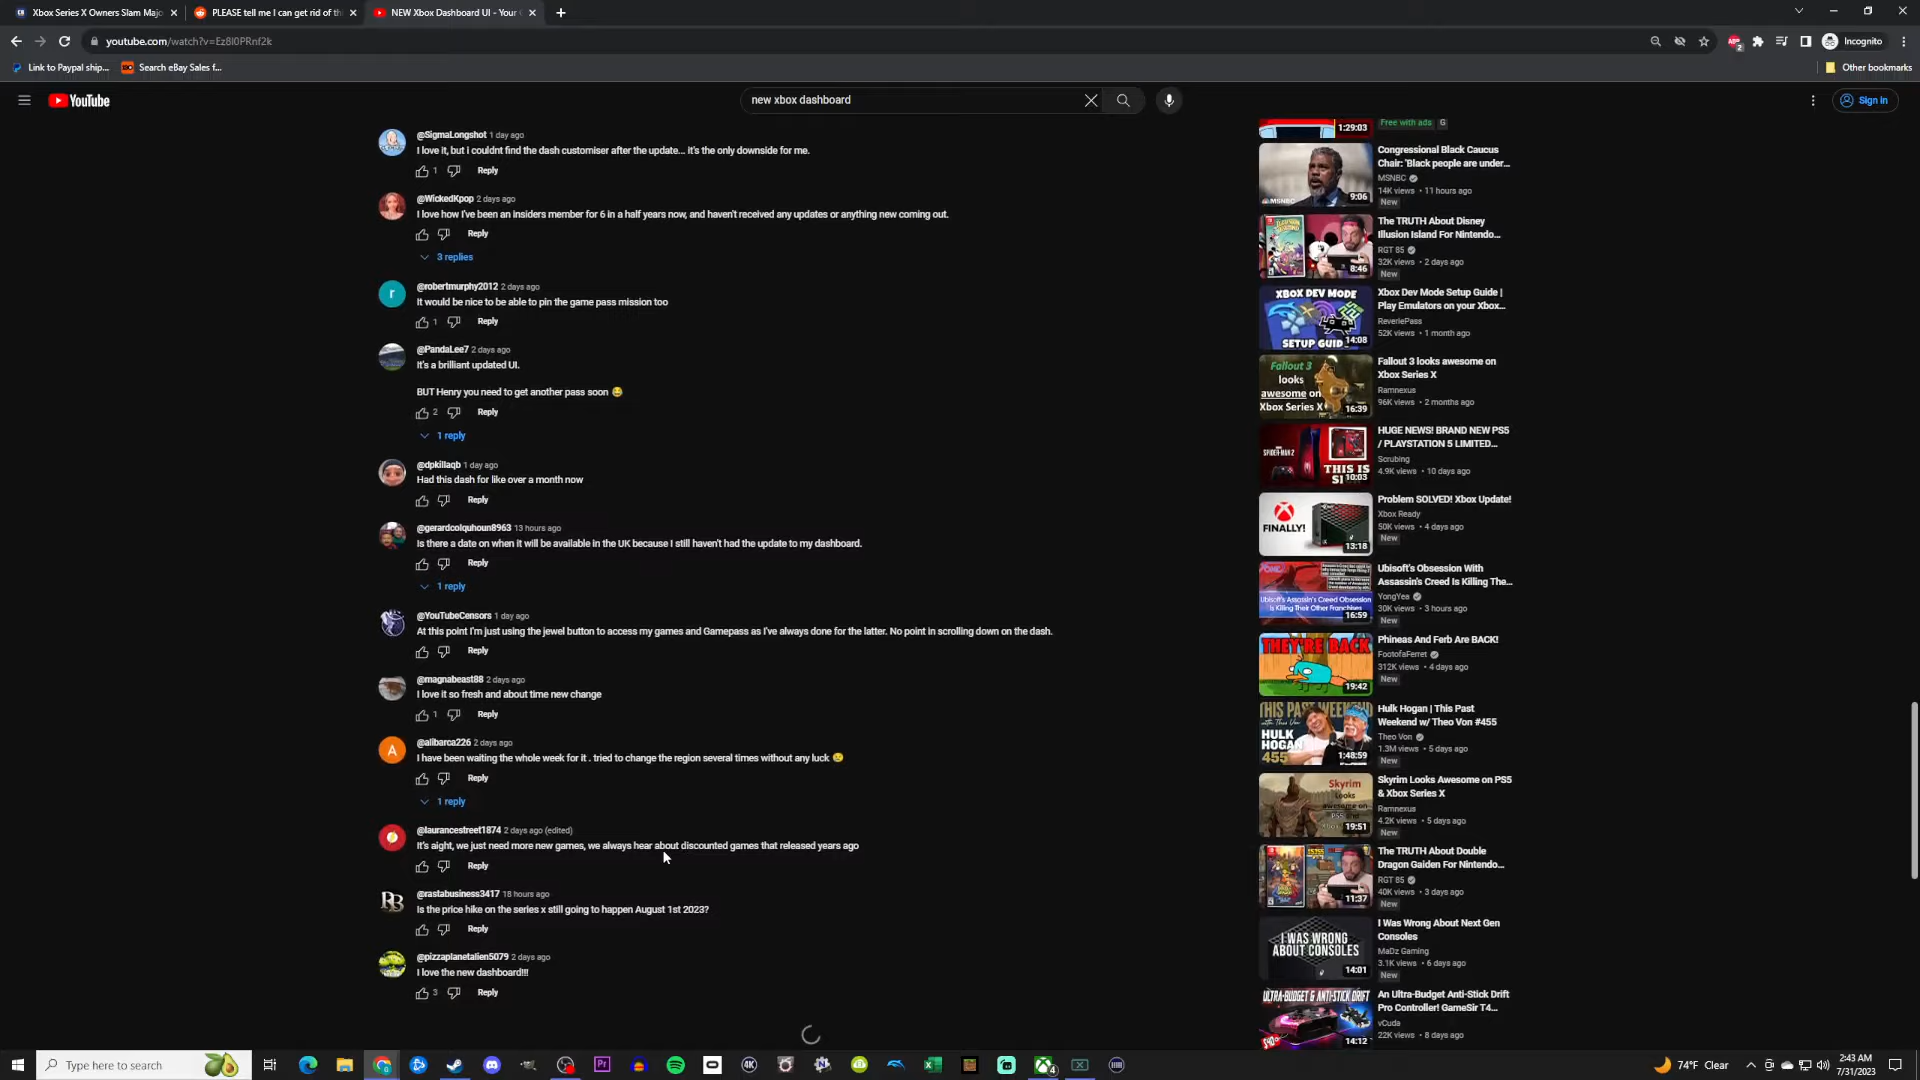 Xbox Series X Owners Slam Majo
PLEASE tell me I can get rid of th
NEW Xbox Dashboard UI - Your
youtube.com/watch?v=Ez8I0PRnf2k
Incognito
Link to Paypal ship...
Search eBay Sales f...
Other bookmarks
YouTube
new xbox dashboard
Sign in
@SigmaLongshot 1 day ago
I love it, but i couldnt find the dash customiser after the update... it's the only downside for me.
1 Reply
@WickedKpop 2 days ago
I love how I've been an insiders member for 6 in a half years now, and haven't received any updates or anything new coming out.
Reply
3 replies
@robertmurphy2012 2 days ago
It would be nice to be able to pin the game pass mission too
1 Reply
@PandaLee7 2 days ago
It's a brilliant updated UI.
BUT Henry you need to get another pass soon 😂
2 Reply
1 reply
@dpkillaqb 1 day ago
Had this dash for like over a month now
Reply
@gerardcolquhoun8963 13 hours ago
Is there a date on when it will be available in the UK because I still haven't had the update to my dashboard.
Reply
1 reply
@YouTubeCensors 1 day ago
At this point I'm just using the jewel button to access my games and Gamepass as I've always done for the latter. No point in scrolling down on the dash.
Reply
@magnabeast88 2 days ago
I love it so fresh and about time new change
1 Reply
A
@alibarca226 2 days ago
I have been waiting the whole week for it . tried to change the region several times without any luck 😢
Reply
1 reply
@laurancestreet1874 2 days ago (edited)
It's aight, we just need more new games, we always hear about discounted games that released years ago
Reply
@rastabusiness3417 18 hours ago
Is the price hike on the series x still going to happen August 1st 2023?
Reply
@pizzaplanetalien5079 2 days ago
I love the new dashboard!!!
3 Reply
1:29:03
Free with ads G
Congressional Black Caucus
Chair: 'Black people are under...
MSNBC
14K views • 11 hours ago
New
9:06
The TRUTH About Disney
Illusion Island For Nintendo...
RGT 85
32K views • 2 days ago
New
8:46
XBOX DEV MODE
SETUP GUIDE
14:08
Xbox Dev Mode Setup Guide |
Play Emulators on your Xbox...
ReveriePass
52K views • 1 month ago
Fallout 3
looks
awesome on
Xbox Series X
16:39
Fallout 3 looks awesome on
Xbox Series X
Ramnexus
96K views • 2 months ago
THIS IS
10:03
HUGE NEWS! BRAND NEW PS5
/ PLAYSTATION 5 LIMITED...
Scrubing
4.9K views • 10 days ago
FINALLY!
13:18
Problem SOLVED! Xbox Update!
Xbox Ready
50K views • 4 days ago
New
Ubisoft's Assassin's Creed Obsession
Is Killing Their Other Franchises
16:59
Ubisoft's Obsession With
Assassin's Creed Is Killing The...
YongYea
30K views • 3 hours ago
New
THEY'RE BACK
19:42
Phineas And Ferb Are BACK!
FootofaFerret
312K views • 4 days ago
New
THIS PAST WEEKEND
HULK
HOGAN
455
1:48:59
Hulk Hogan | This Past
Weekend w/ Theo Von #455
Theo Von
1.3M views • 5 days ago
New
Skyrim
looks
awesome on
PS5
19:51
Skyrim Looks Awesome on PS5
& Xbox Series X
Ramnexus
4.2K views • 5 days ago
New
11:37
The TRUTH About Double
Dragon Gaiden For Nintendo...
RGT 85
40K views • 3 days ago
New
I WAS WRONG
ABOUT CONSOLES
14:01
I Was Wrong About Next Gen
Consoles
MaDz Gaming
3.1K views • 6 days ago
New
ULTRA-BUDGET & ANTI-STICK DRIFT
14:12
An Ultra-Budget Anti-Stick Drift
Pro Controller! GameSir T4...
vCuda
22K views • 8 days ago
Type here to search
74°F Clear
2:43 AM
7/31/2023